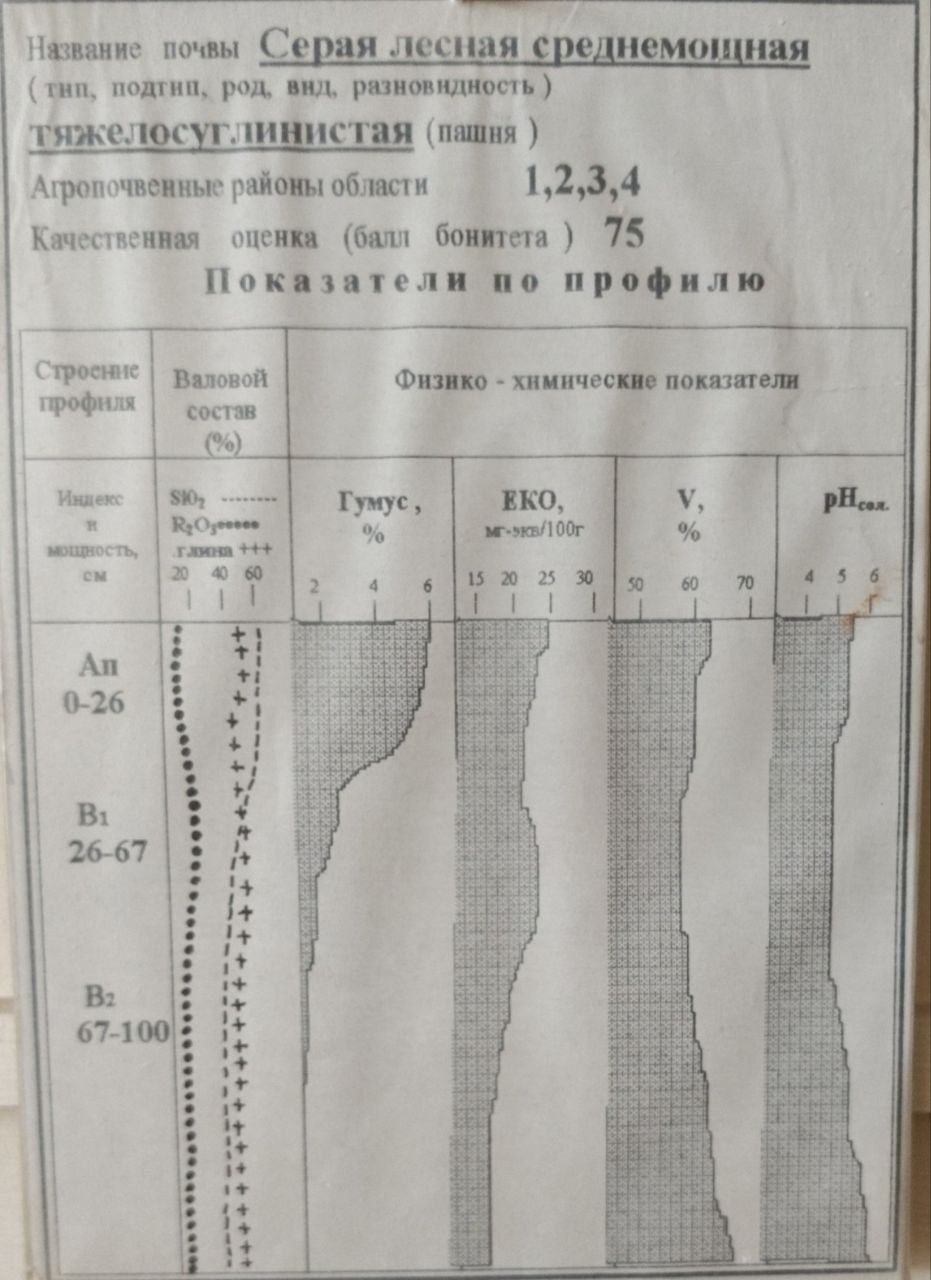 Название почвы Серая лесная среднемощная
( тип, подтип, род, вид, разновидность )
тяжелосуглинистая (пашня )
Агропочвенные районы области 1,2,3,4
Качественная оценка (балл бонитета ) 75
Показатели по профилю
Строение
профиля
Валовой
состав
(%)
Физико - химические показатели
Индекс
и
мощность,
см
SiO₂ --------
R₂O₃●●●●●●
глина +++
20 40 60
Гумус ,
%
2 4 6
ЕКО,
мг-экв/100г
15 20 25 30
V,
%
50 60 70
рНсол.
4 5 6
Ап
0-26
В₁
26-67
В₂
67-100